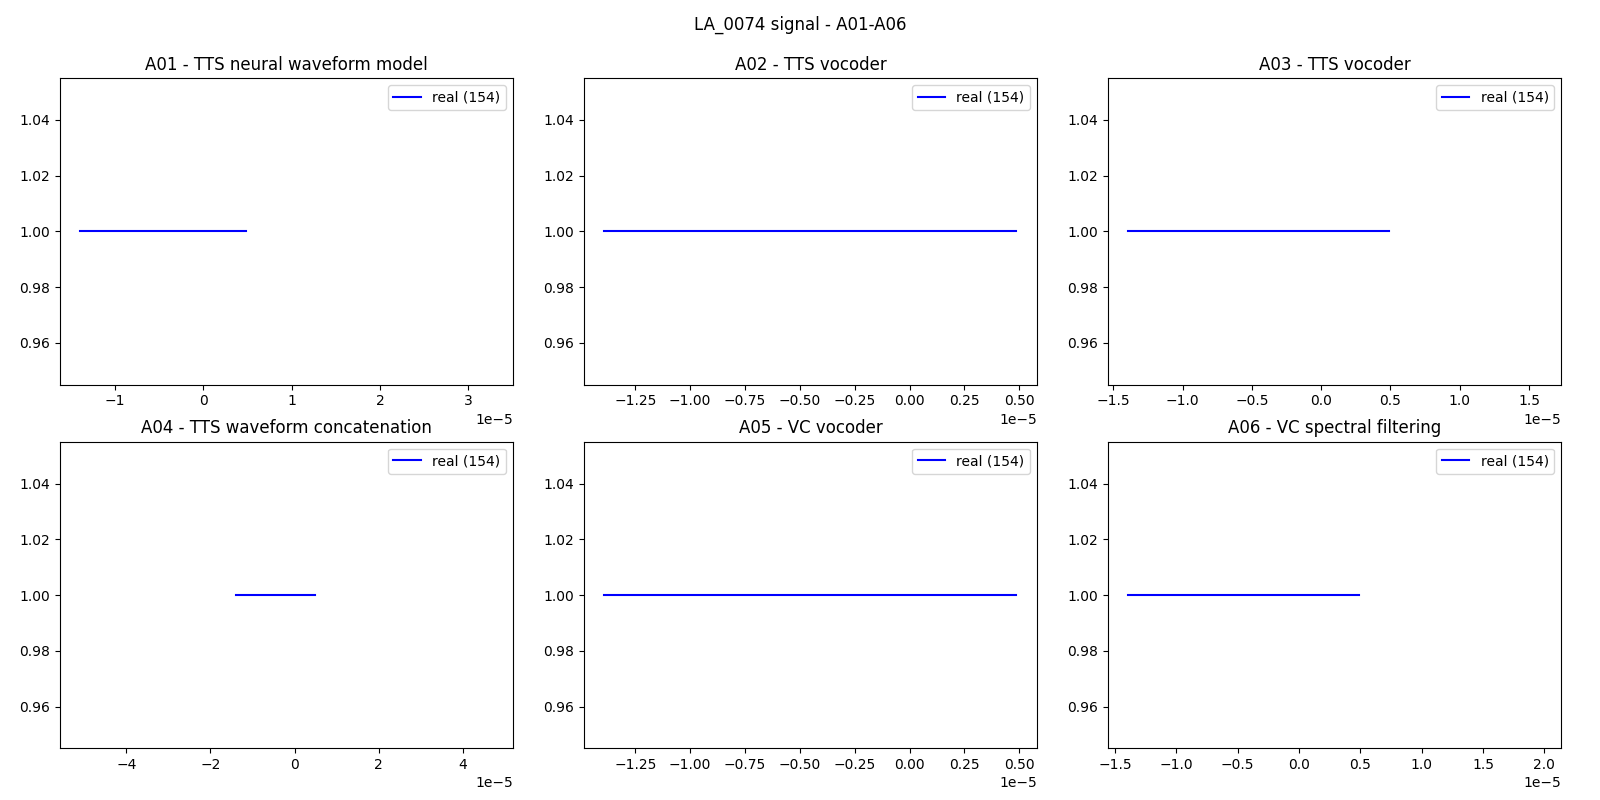 LA_0074 signal - A01-A06
A01 - TTS neural waveform model
real (154)
1.04
1.02
1.00
0.98
0.96
−1 0 1 2 3
1e−5
A02 - TTS vocoder
real (154)
1.04
1.02
1.00
0.98
0.96
−1.25 −1.00 −0.75 −0.50 −0.25 0.00 0.25 0.50
1e−5
A03 - TTS vocoder
real (154)
1.04
1.02
1.00
0.98
0.96
−1.5 −1.0 −0.5 0.0 0.5 1.0 1.5
1e−5
A04 - TTS waveform concatenation
real (154)
1.04
1.02
1.00
0.98
0.96
−4 −2 0 2 4
1e−5
A05 - VC vocoder
real (154)
1.04
1.02
1.00
0.98
0.96
−1.25 −1.00 −0.75 −0.50 −0.25 0.00 0.25 0.50
1e−5
A06 - VC spectral filtering
real (154)
1.04
1.02
1.00
0.98
0.96
−1.5 −1.0 −0.5 0.0 0.5 1.0 1.5 2.0
1e−5